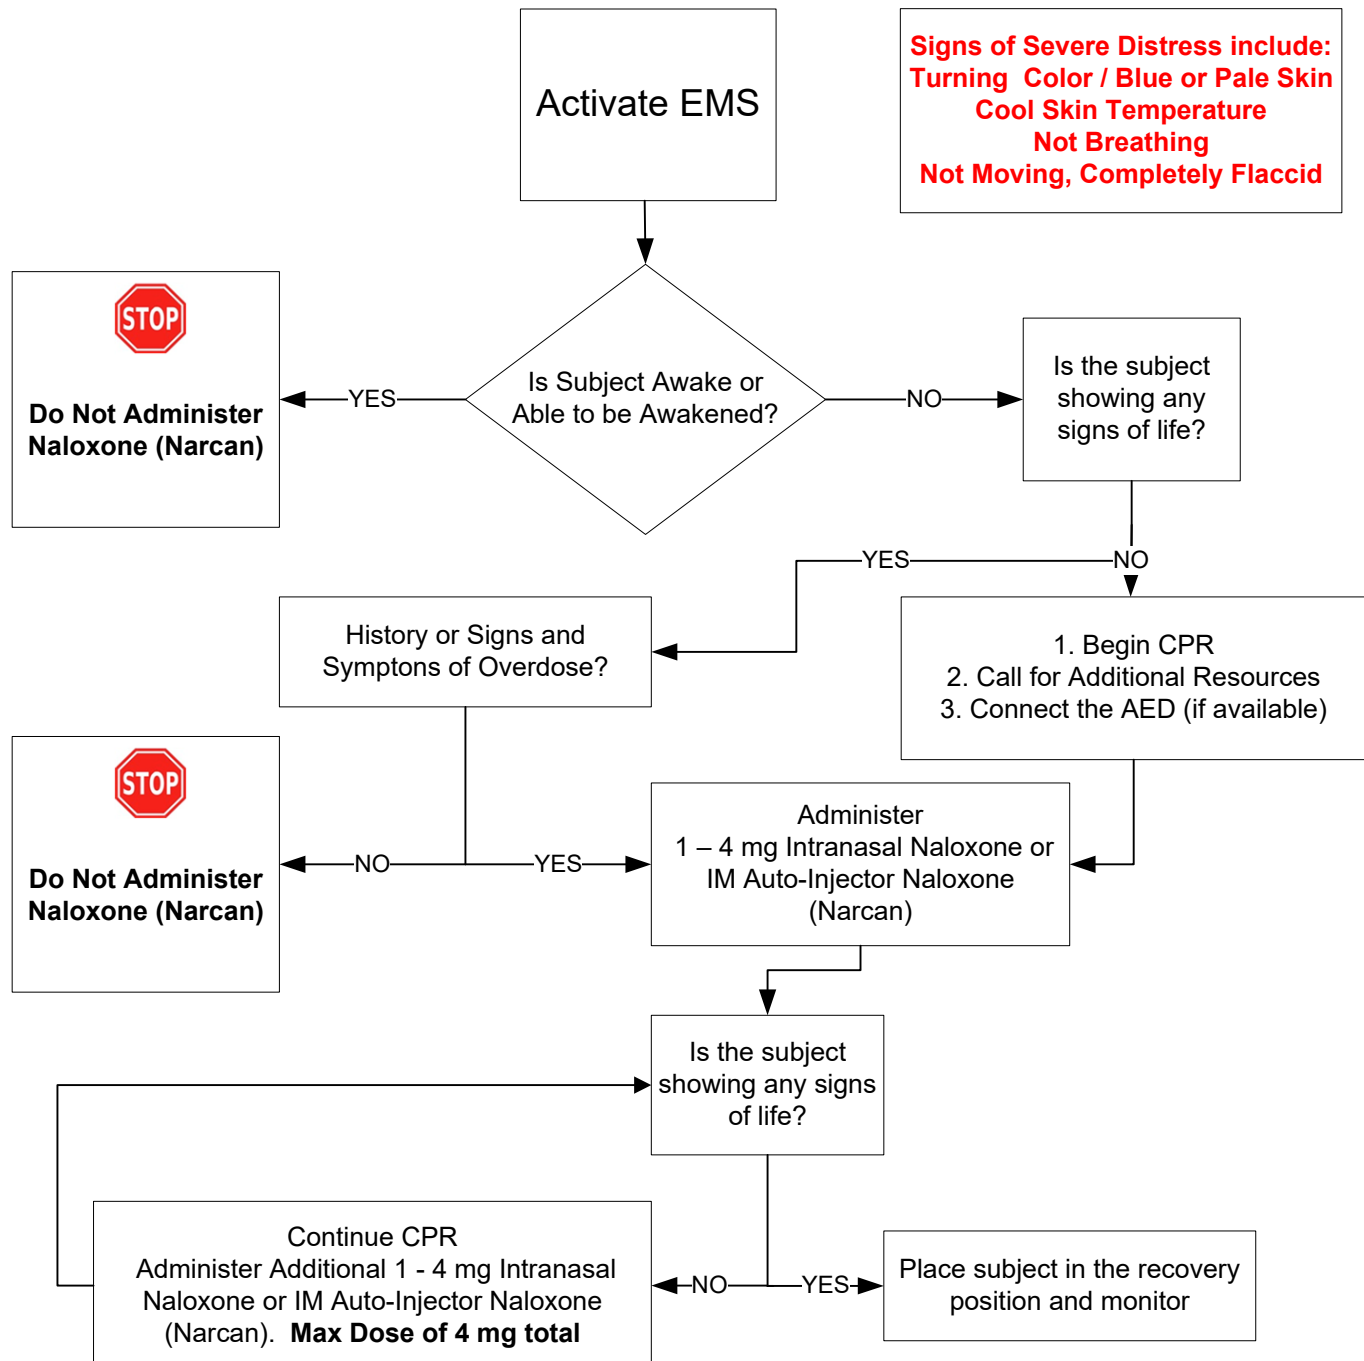 Activate EMS
Signs of Severe Distress include:
Turning Color / Blue or Pale Skin
Cool Skin Temperature
Not Breathing
Not Moving, Completely Flaccid
STOP
Do Not Administer
Naloxone (Narcan)
YES
Is Subject Awake or
Able to be Awakened?
NO
Is the subject
showing any
signs of life?
YES
NO
History or Signs and
Symptons of Overdose?
1. Begin CPR
2. Call for Additional Resources
3. Connect the AED (if available)
STOP
Do Not Administer
Naloxone (Narcan)
NO
YES
Administer
1 – 4 mg Intranasal Naloxone or
IM Auto-Injector Naloxone
(Narcan)
Is the subject
showing any signs
of life?
Continue CPR
Administer Additional 1 - 4 mg Intranasal
Naloxone or IM Auto-Injector Naloxone
(Narcan). Max Dose of 4 mg total
NO
YES
Place subject in the recovery
position and monitor